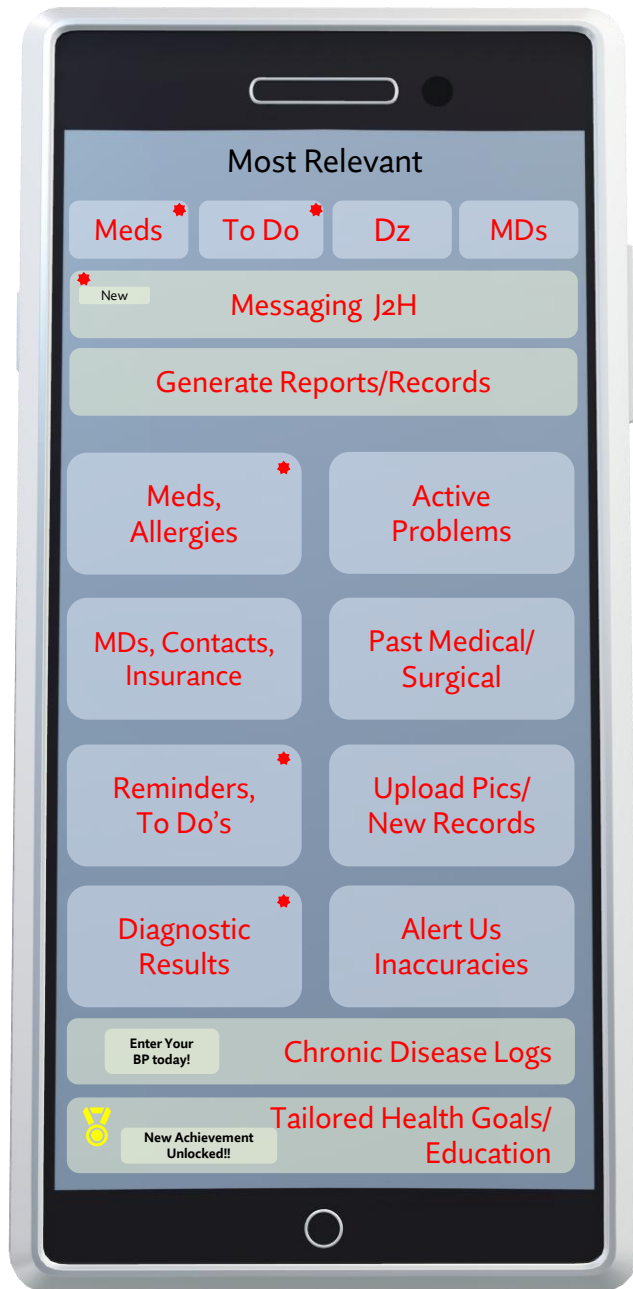 Most Relevant
Meds
To Do
Dz
MDs
New
Messaging J2H
Generate Reports/Records
Meds,
Allergies
Active
Problems
MDs, Contacts,
Insurance
Past Medical/
Surgical
Reminders,
To Do’s
Upload Pics/
New Records
Diagnostic
Results
Alert Us
Inaccuracies
Enter Your
BP today!
Chronic Disease Logs
New Achievement
Unlocked!!
Tailored Health Goals/
Education